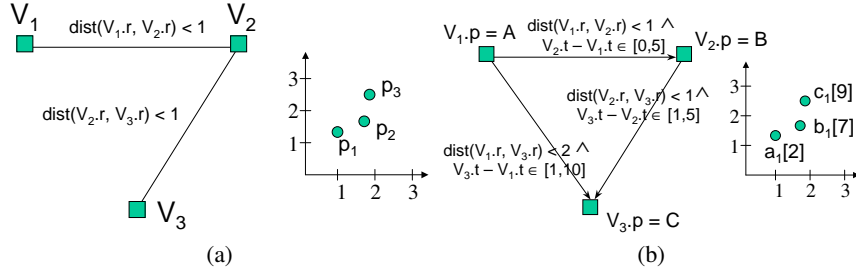 V1
V2
dist(V1.r, V2.r) < 1
dist(V2.r, V3.r) < 1
V3
3
2
1
p3
p2
p1
1 2 3
(a)
V1.p = A
dist(V1.r, V2.r) < 1 ∧
V2.t – V1.t ∈ [0,5]
V2.p = B
dist(V2.r, V3.r) < 1 ∧
V3.t – V2.t ∈ [1,5]
dist(V1.r, V3.r) < 2 ∧
V3.t – V1.t ∈ [1,10]
V3.p = C
3
2
1
c1[9]
b1[7]
a1[2]
1 2 3
(b)